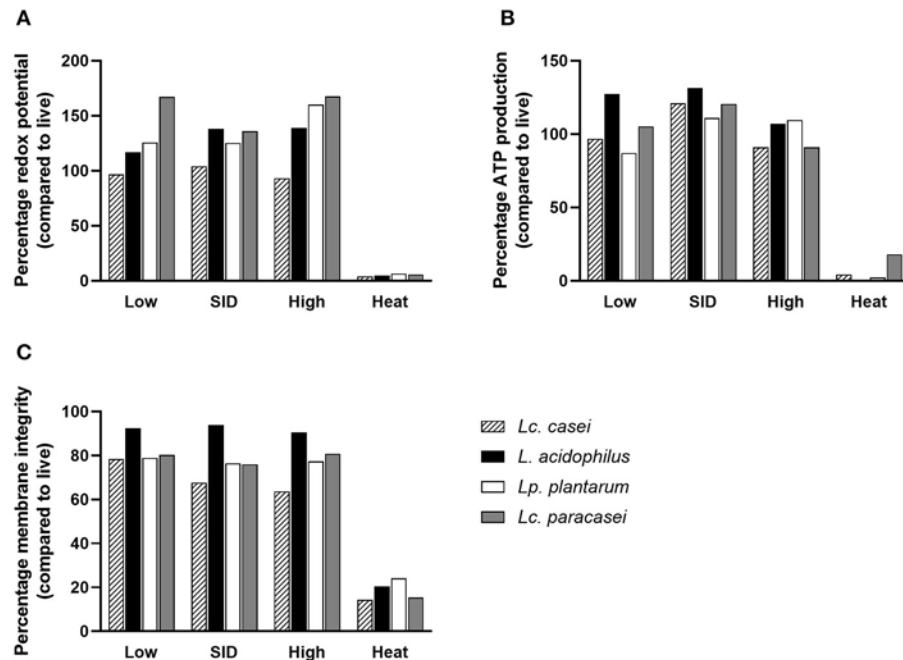 A
Percentage redox potential
(compared to live)
200
150
100
50
0
Low SID High Heat
B
Percentage ATP production
(compared to live)
150
100
50
0
Low SID High Heat
C
Percentage membrane integrity
(compared to live)
100
80
60
40
20
0
Low SID High Heat
Lc. casei
L. acidophilus
Lp. plantarum
Lc. paracasei